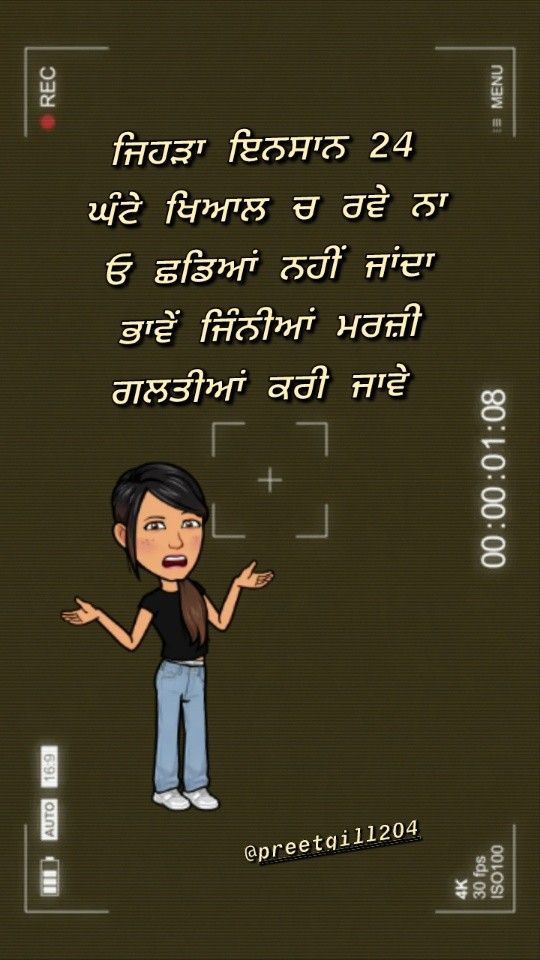 REC
MENU
ਜਿਹੜਾ ਇਨਸਾਨ 24
ਘੰਟੇ ਖਿਆਲ ਚ ਰਵੇ ਨਾ
ਓ ਛਡਿਆਂ ਨਹੀਂ ਜਾਂਦਾ
ਭਾਵੇਂ ਜਿੰਨੀਆਂ ਮਰਜ਼ੀ
ਗਲਤੀਆਂ ਕਰੀ ਜਾਵੇ
00:00:01:08
16:9
AUTO
@preetgill204
4K
30 fps
ISO100